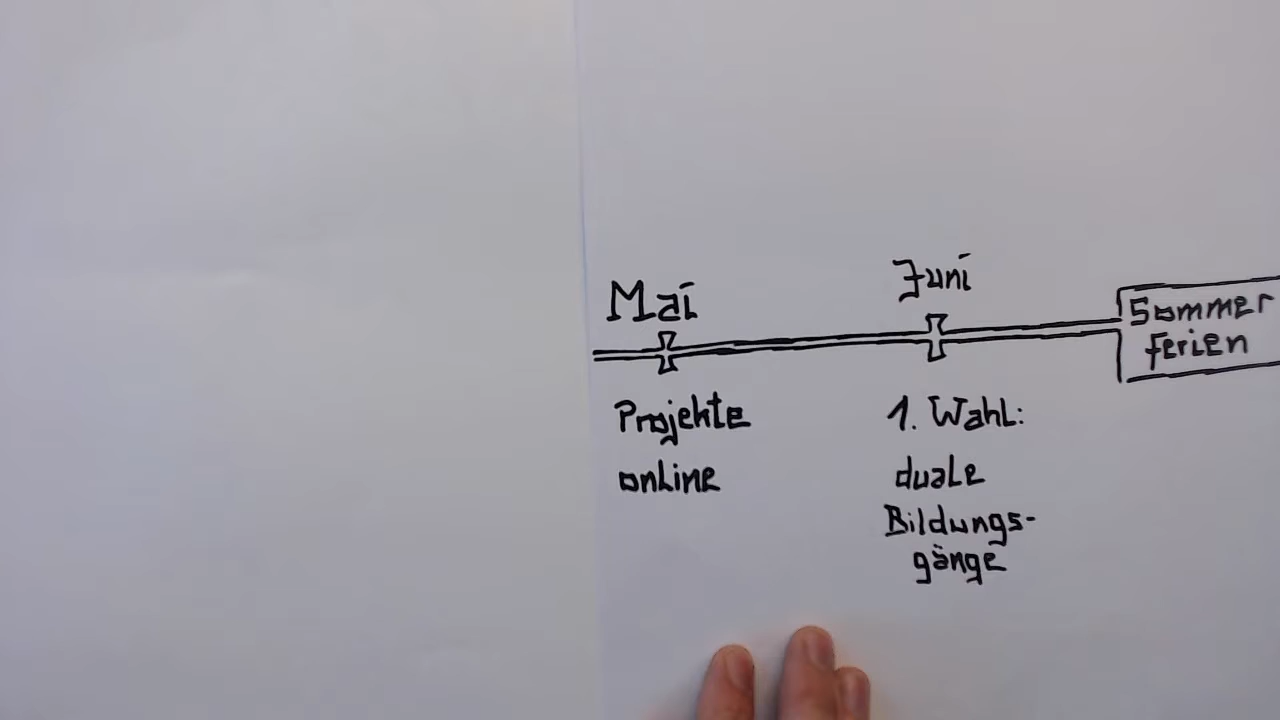 Mai
Juni
Sommer
ferien
Projekte
online
1. Wahl:
duale
Bildungs-
gänge